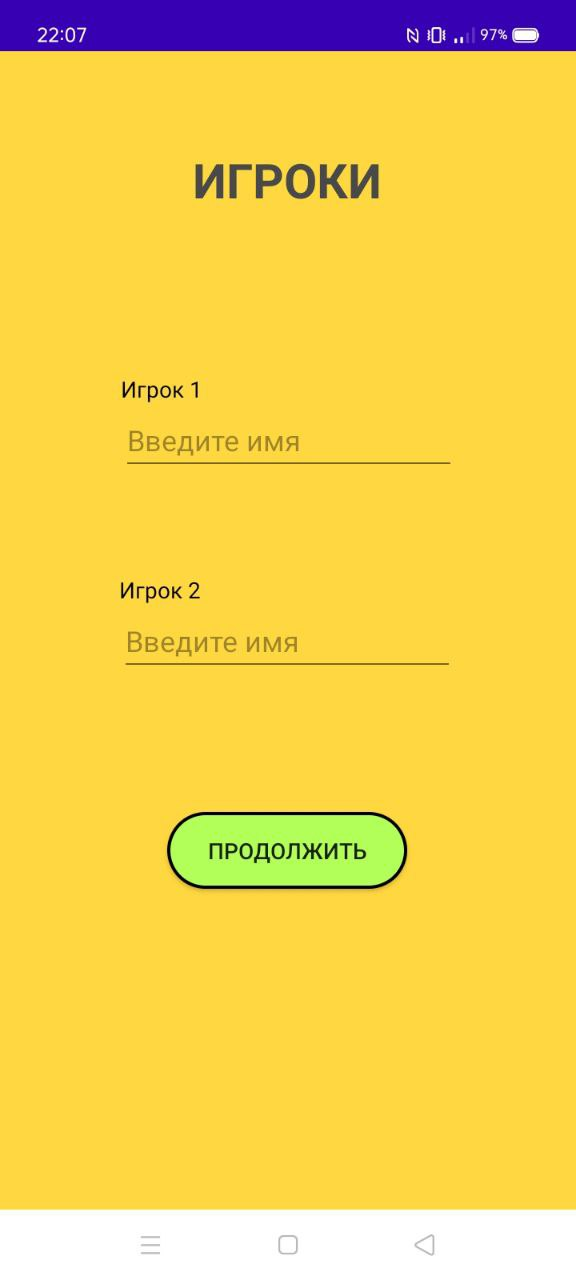 22:07 97%
ИГРОКИ
Игрок 1
Введите имя
Игрок 2
Введите имя
ПРОДОЛЖИТЬ